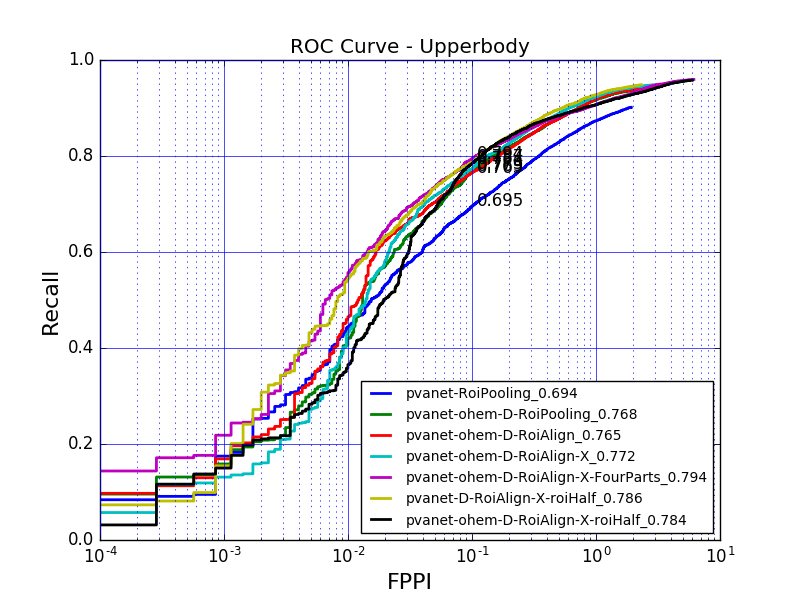 ROC Curve - Upperbody
1.0
0.8
0.6
0.4
0.2
0.0
Recall
0.794
0.695
pvanet-RoiPooling_0.694
pvanet-ohem-D-RoiPooling_0.768
pvanet-ohem-D-RoiAlign_0.765
pvanet-ohem-D-RoiAlign-X_0.772
pvanet-ohem-D-RoiAlign-X-FourParts_0.794
pvanet-D-RoiAlign-X-roiHalf_0.786
pvanet-ohem-D-RoiAlign-X-roiHalf_0.784
10⁻⁴ 10⁻³ 10⁻² 10⁻¹ 10⁰ 10¹
FPPI